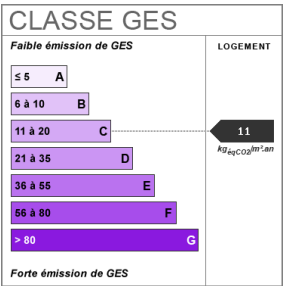 CLASSE GES
Faible émission de GES
LOGEMENT
≤ 5 A
6 à 10 B
11 à 20 C
11
kgéqCO2/m².an
21 à 35 D
36 à 55 E
56 à 80 F
> 80 G
Forte émission de GES